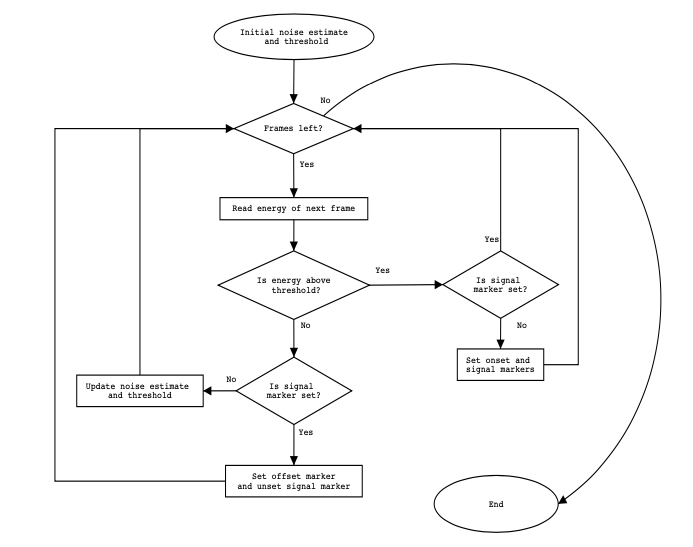 Initial noise estimate
and threshold
No
Frames left?
Yes
Read energy of next frame
Yes
Is energy above
threshold?
Yes
Is signal
marker set?
No
No
Set onset and
signal markers
No
Is signal
marker set?
Update noise estimate
and threshold
Yes
Set offset marker
and unset signal marker
End